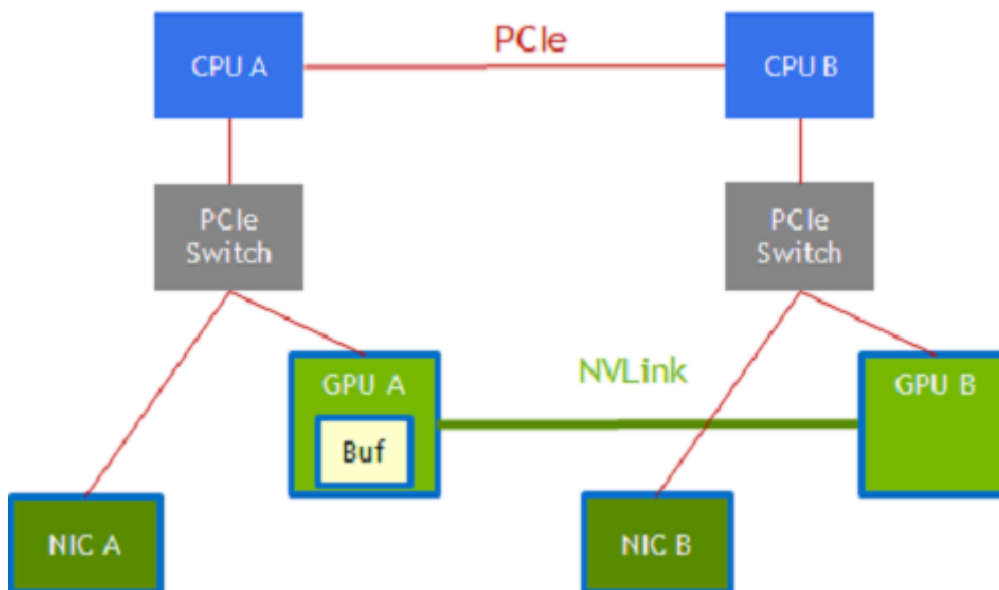 PCIe
CPU A
CPU B
PCIe
Switch
PCIe
Switch
NVLink
GPU A
GPU B
Buf
NIC A
NIC B